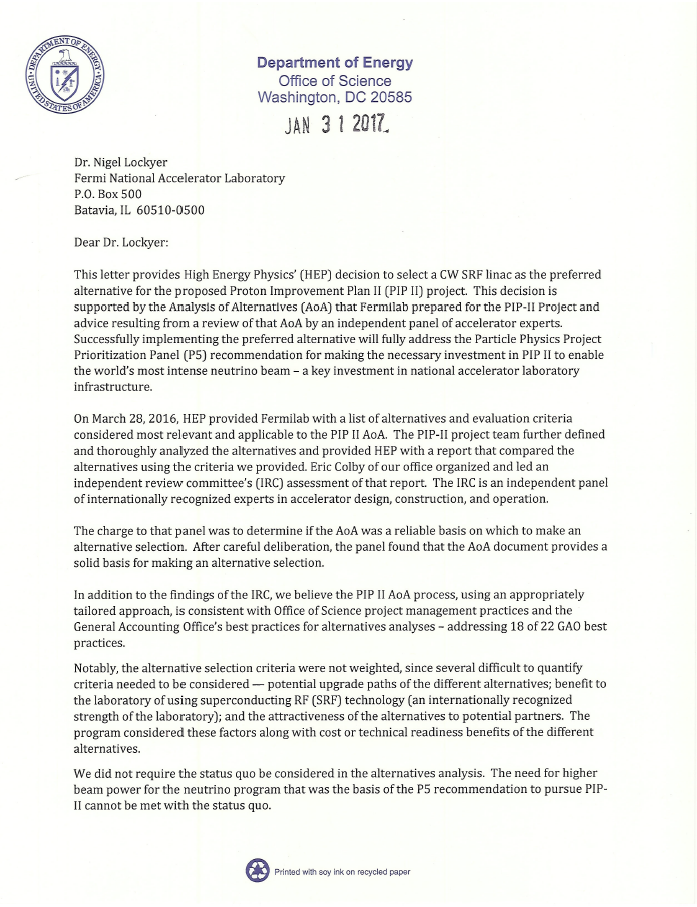 DEPARTMENT OF ENERGY
UNITED STATES OF AMERICA
Department of Energy
Office of Science
Washington, DC 20585
JAN 31 2017
Dr. Nigel Lockyer
Fermi National Accelerator Laboratory
P.O. Box 500
Batavia, IL 60510-0500
Dear Dr. Lockyer:
This letter provides High Energy Physics' (HEP) decision to select a CW SRF linac as the preferred
alternative for the proposed Proton Improvement Plan II (PIP II) project. This decision is
supported by the Analysis of Alternatives (AoA) that Fermilab prepared for the PIP-II Project and
advice resulting from a review of that AoA by an independent panel of accelerator experts.
Successfully implementing the preferred alternative will fully address the Particle Physics Project
Prioritization Panel (P5) recommendation for making the necessary investment in PIP II to enable
the world's most intense neutrino beam – a key investment in national accelerator laboratory
infrastructure.
On March 28, 2016, HEP provided Fermilab with a list of alternatives and evaluation criteria
considered most relevant and applicable to the PIP II AoA. The PIP-II project team further defined
and thoroughly analyzed the alternatives and provided HEP with a report that compared the
alternatives using the criteria we provided. Eric Colby of our office organized and led an
independent review committee's (IRC) assessment of that report. The IRC is an independent panel
of internationally recognized experts in accelerator design, construction, and operation.
The charge to that panel was to determine if the AoA was a reliable basis on which to make an
alternative selection. After careful deliberation, the panel found that the AoA document provides a
solid basis for making an alternative selection.
In addition to the findings of the IRC, we believe the PIP II AoA process, using an appropriately
tailored approach, is consistent with Office of Science project management practices and the
General Accounting Office's best practices for alternatives analyses – addressing 18 of 22 GAO best
practices.
Notably, the alternative selection criteria were not weighted, since several difficult to quantify
criteria needed to be considered — potential upgrade paths of the different alternatives; benefit to
the laboratory of using superconducting RF (SRF) technology (an internationally recognized
strength of the laboratory); and the attractiveness of the alternatives to potential partners. The
program considered these factors along with cost or technical readiness benefits of the different
alternatives.
We did not require the status quo be considered in the alternatives analysis. The need for higher
beam power for the neutrino program that was the basis of the P5 recommendation to pursue PIP-
II cannot be met with the status quo.
Printed with soy ink on recycled paper